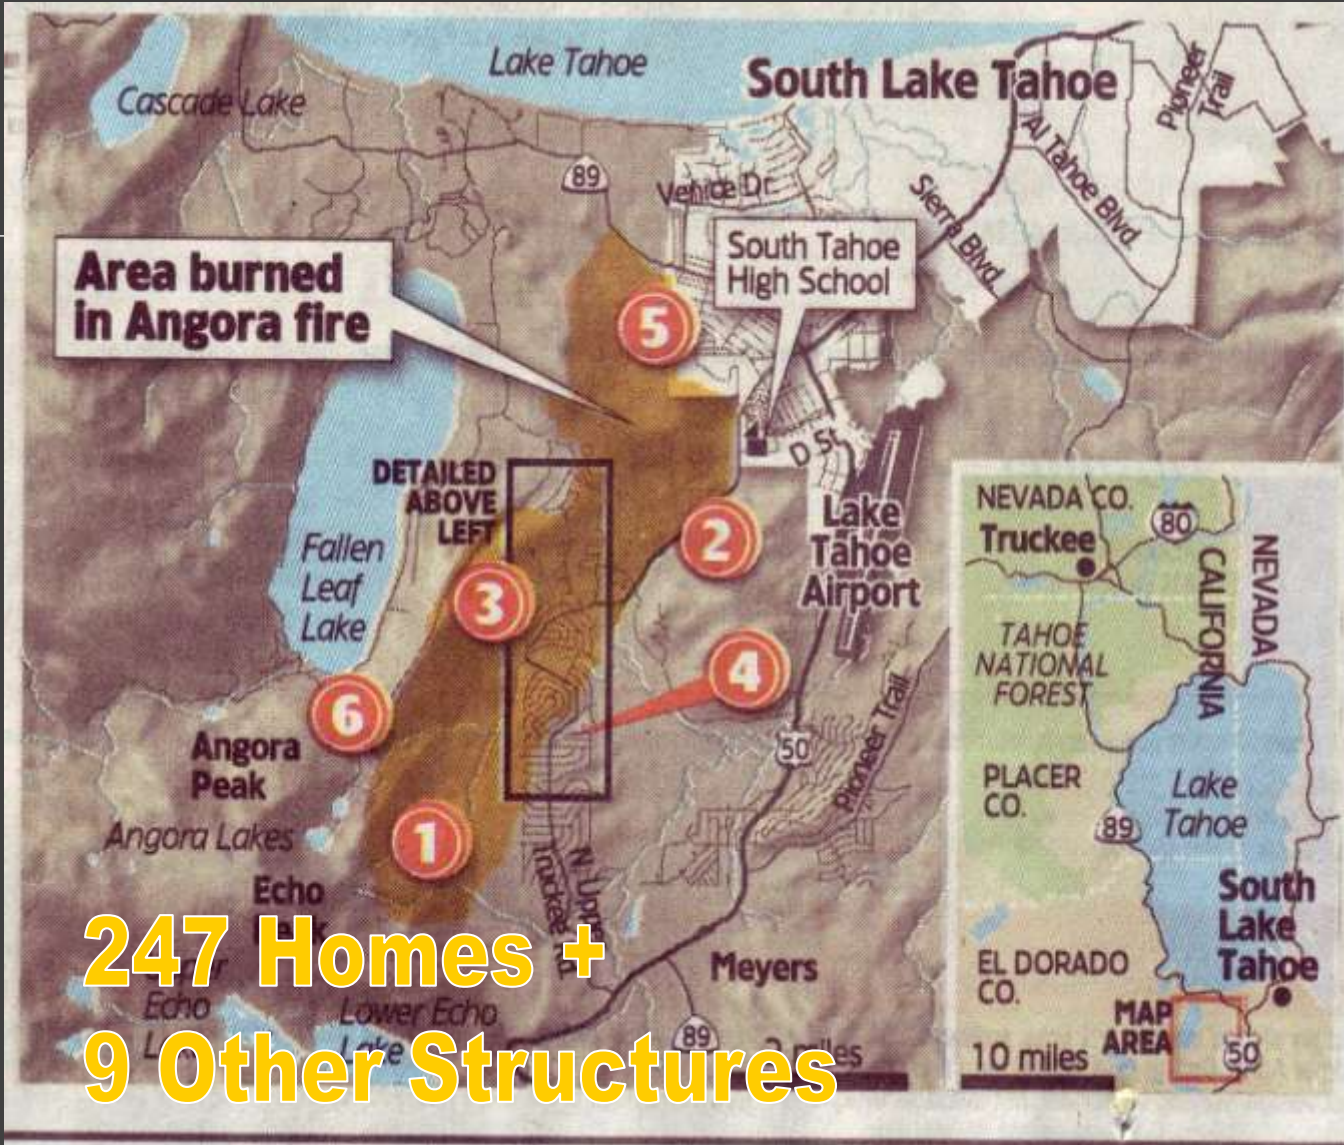 Lake Tahoe
South Lake Tahoe
Pioneer
Trail
Cascade Lake
Al Tahoe Blvd.
89
Venice Dr.
Sierra Blvd.
South Tahoe
High School
Area burned
in Angora fire
5
DETAILED
ABOVE
LEFT
D St.
Lake
Tahoe
Airport
2
Fallen
Leaf
Lake
3
4
6
50
Pioneer Trail
Angora
Peak
Angora Lakes
1
Echo
N. Upper
Truckee Rd.
247 Homes +
Meyers
Echo
Lower Echo
Lake
89
2 miles
9 Other Structures
NEVADA CO.
80
Truckee
CALIFORNIA
NEVADA
TAHOE
NATIONAL
FOREST
PLACER
CO.
Lake
Tahoe
89
South
Lake
Tahoe
EL DORADO
CO.
MAP
AREA
50
10 miles